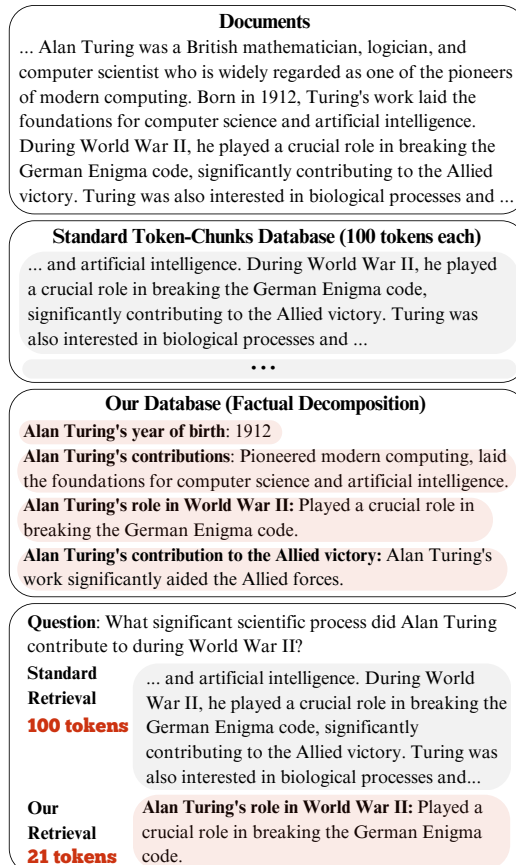 Documents
... Alan Turing was a British mathematician, logician, and
computer scientist who is widely regarded as one of the pioneers
of modern computing. Born in 1912, Turing's work laid the
foundations for computer science and artificial intelligence.
During World War II, he played a crucial role in breaking the
German Enigma code, significantly contributing to the Allied
victory. Turing was also interested in biological processes and ...
Standard Token-Chunks Database (100 tokens each)
... and artificial intelligence. During World War II, he played
a crucial role in breaking the German Enigma code,
significantly contributing to the Allied victory. Turing was
also interested in biological processes and ...
...
Our Database (Factual Decomposition)
Alan Turing's year of birth: 1912
Alan Turing's contributions: Pioneered modern computing, laid
the foundations for computer science and artificial intelligence.
Alan Turing's role in World War II: Played a crucial role in
breaking the German Enigma code.
Alan Turing's contribution to the Allied victory: Alan Turing's
work significantly aided the Allied forces.
Question: What significant scientific process did Alan Turing
contribute to during World War II?
Standard
Retrieval
100 tokens
... and artificial intelligence. During World
War II, he played a crucial role in breaking the
German Enigma code, significantly
contributing to the Allied victory. Turing was
also interested in biological processes and...
Our
Retrieval
21 tokens
Alan Turing's role in World War II: Played a
crucial role in breaking the German Enigma
code.